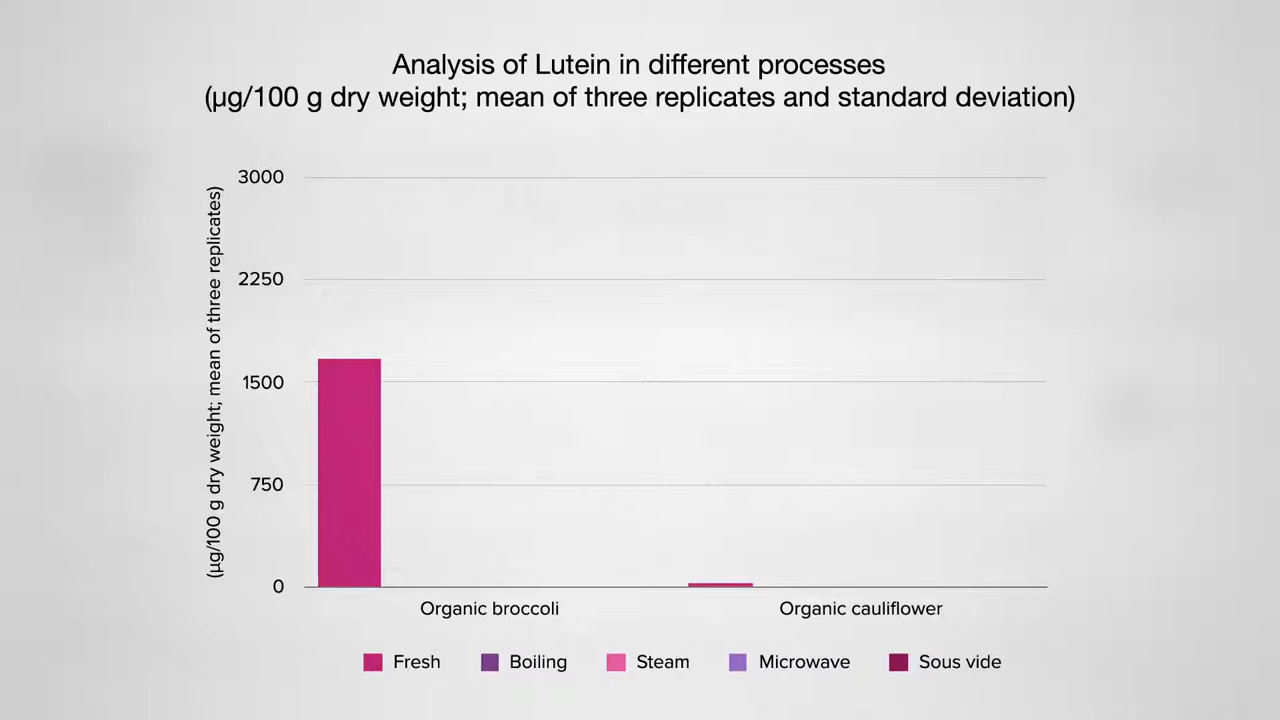 Analysis of Lutein in different processes
(µg/100 g dry weight; mean of three replicates and standard deviation)
(µg/100 g dry weight; mean of three replicates)
3000
2250
1500
750
0
Organic broccoli
Organic cauliflower
Fresh
Boiling
Steam
Microwave
Sous vide